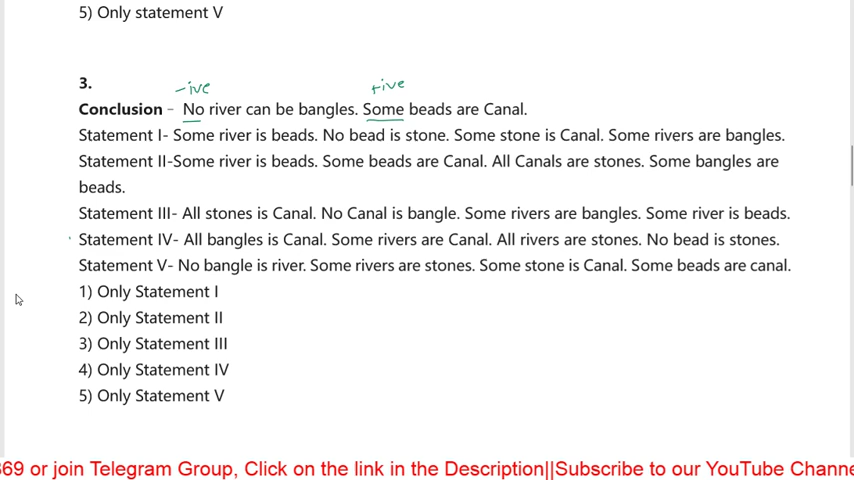 5) Only statement V
3.
-ive +ive
Conclusion - No river can be bangles. Some beads are Canal.
Statement I- Some river is beads. No bead is stone. Some stone is Canal. Some rivers are bangles.
Statement II-Some river is beads. Some beads are Canal. All Canals are stones. Some bangles are
beads.
Statement III- All stones is Canal. No Canal is bangle. Some rivers are bangles. Some river is beads.
Statement IV- All bangles is Canal. Some rivers are Canal. All rivers are stones. No bead is stones.
Statement V- No bangle is river. Some rivers are stones. Some stone is Canal. Some beads are canal.
1) Only Statement I
2) Only Statement II
3) Only Statement III
4) Only Statement IV
5) Only Statement V
69 or join Telegram Group, Click on the link in the Description||Subscribe to our YouTube Channe